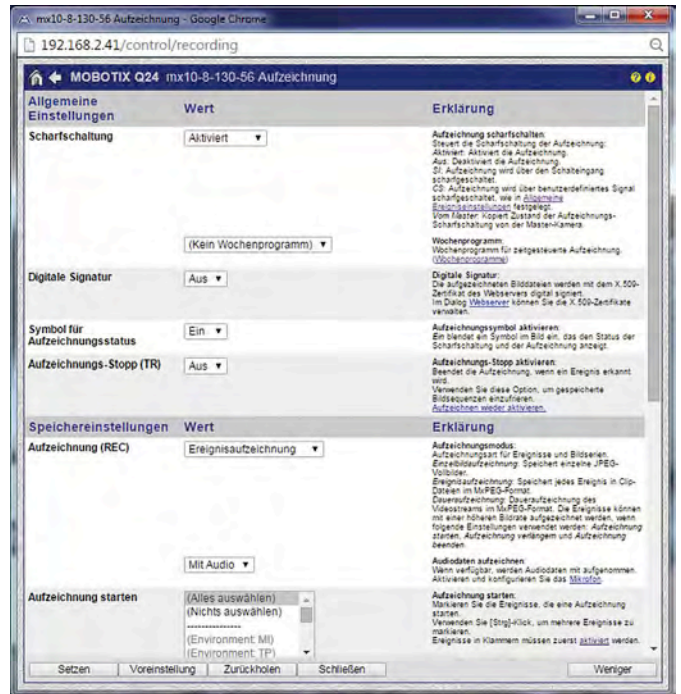 mx10-8-130-56 Aufzeichnung - Google Chrome
192.168.2.41/control/recording
MOBOTIX Q24 mx10-8-130-56 Aufzeichnung
Allgemeine Einstellungen Wert Erklärung
Scharfschaltung Aktiviert
Aufzeichnung scharfschalten:
Steuert die Scharfschaltung der Aufzeichnung:
Aktiviert: Aktiviert die Aufzeichnung.
Aus: Deaktiviert die Aufzeichnung.
SI: Aufzeichnung wird über den Schalteingang
scharfgeschaltet.
CS: Aufzeichnung wird über benutzerdefiniertes Signal
scharfgeschaltet, wie in Allgemeine
Ereigniseinstellungen festgelegt.
Vom Master: Kopiert Zustand der Aufzeichnungs-
Scharfschaltung von der Master-Kamera.
(Kein Wochenprogramm)
Wochenprogramm:
Wochenprogramm für zeitgesteuerte Aufzeichnung.
(Wochenprogramme)
Digitale Signatur Aus
Digitale Signatur:
Die aufgezeichneten Bilddateien werden mit dem X.509-
Zertifikat des Webservers digital signiert.
Im Dialog Webserver können Sie die X.509-Zertifikate
verwalten.
Symbol für
Aufzeichnungsstatus Ein
Aufzeichnungssymbol aktivieren:
Ein blendet ein Symbol im Bild ein, das den Status der
Scharfschaltung und der Aufzeichnung anzeigt.
Aufzeichnungs-Stopp (TR) Aus
Aufzeichnungs-Stopp aktivieren:
Beendet die Aufzeichnung, wenn ein Ereignis erkannt
wird.
Verwenden Sie diese Option, um gespeicherte
Bildsequenzen einzufrieren.
Aufzeichnen wieder aktivieren.
Speichereinstellungen Wert Erklärung
Aufzeichnung (REC) Ereignisaufzeichnung
Aufzeichnungsmodus:
Aufzeichnungsart für Ereignisse und Bildserien.
Einzelbildaufzeichnung: Speichert einzelne JPEG-
Vollbilder.
Ereignisaufzeichnung: Speichert jedes Ereignis in Clip-
Dateien im MxPEG-Format.
Daueraufzeichnung: Daueraufzeichnung des
Videostreams im MxPEG-Format. Die Ereignisse können
mit einer höheren Bildrate aufgezeichnet werden, wenn
folgende Einstellungen verwendet werden: Aufzeichnung
starten, Aufzeichnung verlängern und Aufzeichnung
beenden.
Mit Audio
Audiodaten aufzeichnen:
Wenn verfügbar, werden Audiodaten mit aufgenommen.
Aktivieren und konfigurieren Sie das Mikrofon.
Aufzeichnung starten
(Alles auswählen)
(Nichts auswählen)
--------------
(Environment: MI)
(Environment: TP)
Aufzeichnung starten:
Markieren Sie die Ereignisse, die eine Aufzeichnung
starten.
Verwenden Sie [Strg]-Klick, um mehrere Ereignisse zu
markieren.
Ereignisse in Klammern müssen zuerst aktiviert werden.
Setzen Voreinstellung Zurückholen Schließen Weniger